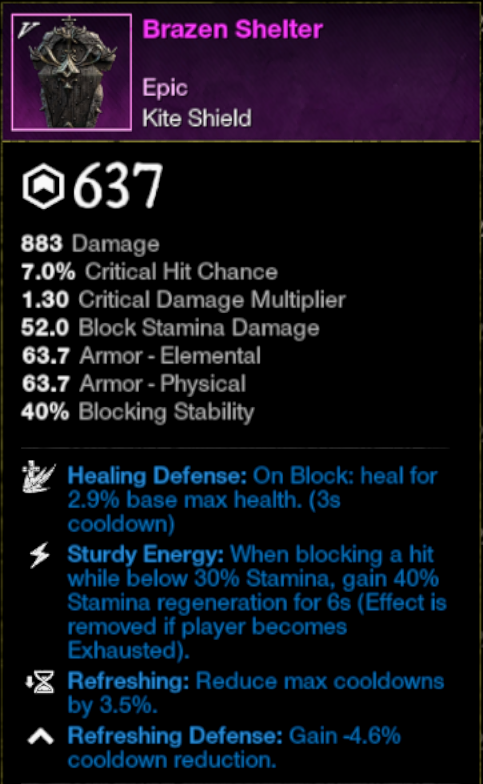 V
Brazen Shelter
Epic
Kite Shield
637
883 Damage
7.0% Critical Hit Chance
1.30 Critical Damage Multiplier
52.0 Block Stamina Damage
63.7 Armor - Elemental
63.7 Armor - Physical
40% Blocking Stability
Healing Defense: On Block: heal for
2.9% base max health. (3s
cooldown)
Sturdy Energy: When blocking a hit
while below 30% Stamina, gain 40%
Stamina regeneration for 6s (Effect is
removed if player becomes
Exhausted).
Refreshing: Reduce max cooldowns
by 3.5%.
Refreshing Defense: Gain -4.6%
cooldown reduction.